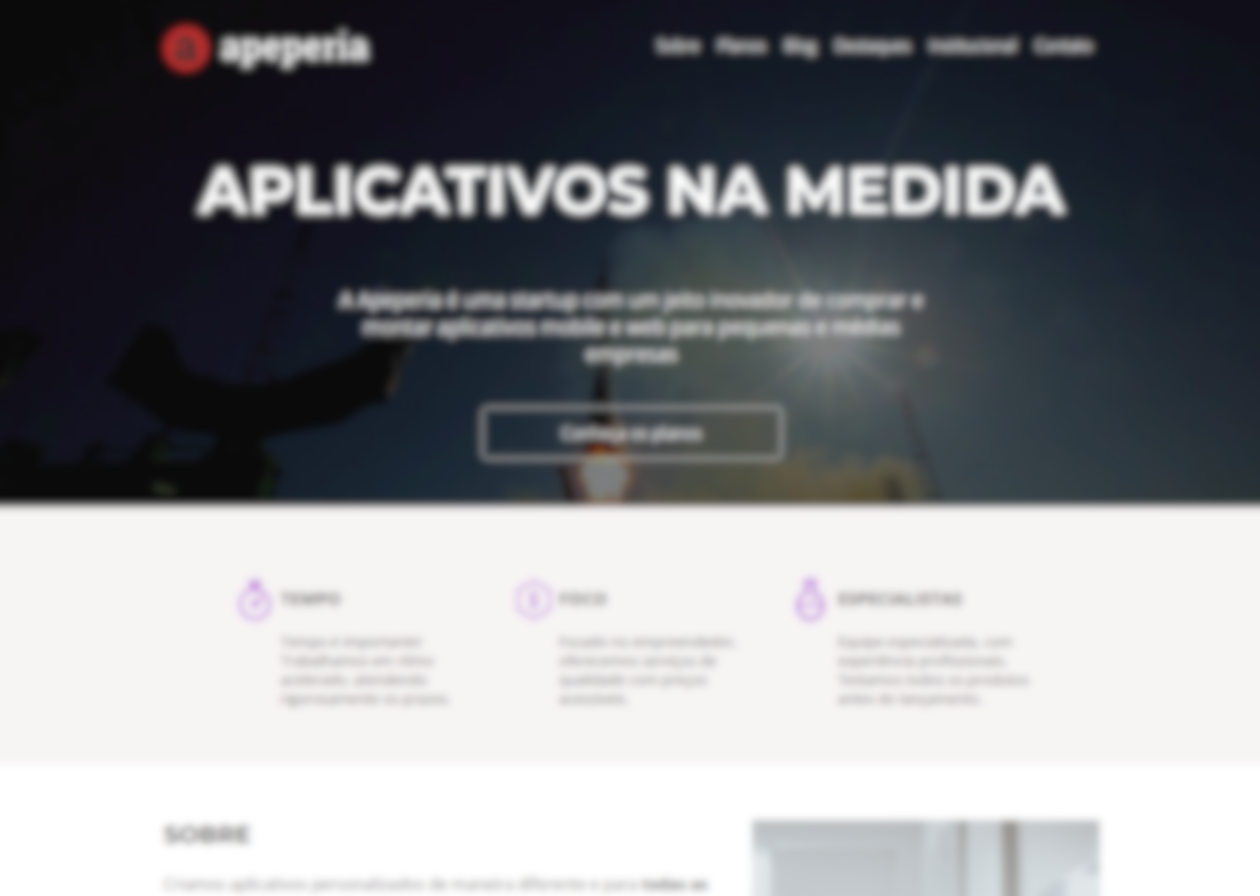 a apeperia
Sobre Planos Blog Destaques Institucional Contato
APLICATIVOS NA MEDIDA
A Apeperia é uma startup com um jeito inovador de comprar e
montar aplicativos mobile e web para pequenas e médias
empresas
Conheça os planos
TEMPO
FOCO
ESPECIALISTAS
Tempo é importante!
Trabalhamos em ritmo
acelerado, atendendo
rigorosamente os prazos.
Focado no empreendedor,
oferecemos serviços de
qualidade com preços
acessíveis.
Equipe especializada, com
experiência profissionais.
Testamos todos os produtos
antes do lançamento.
SOBRE
Criamos aplicativos personalizados de maneira diferente e para todas as